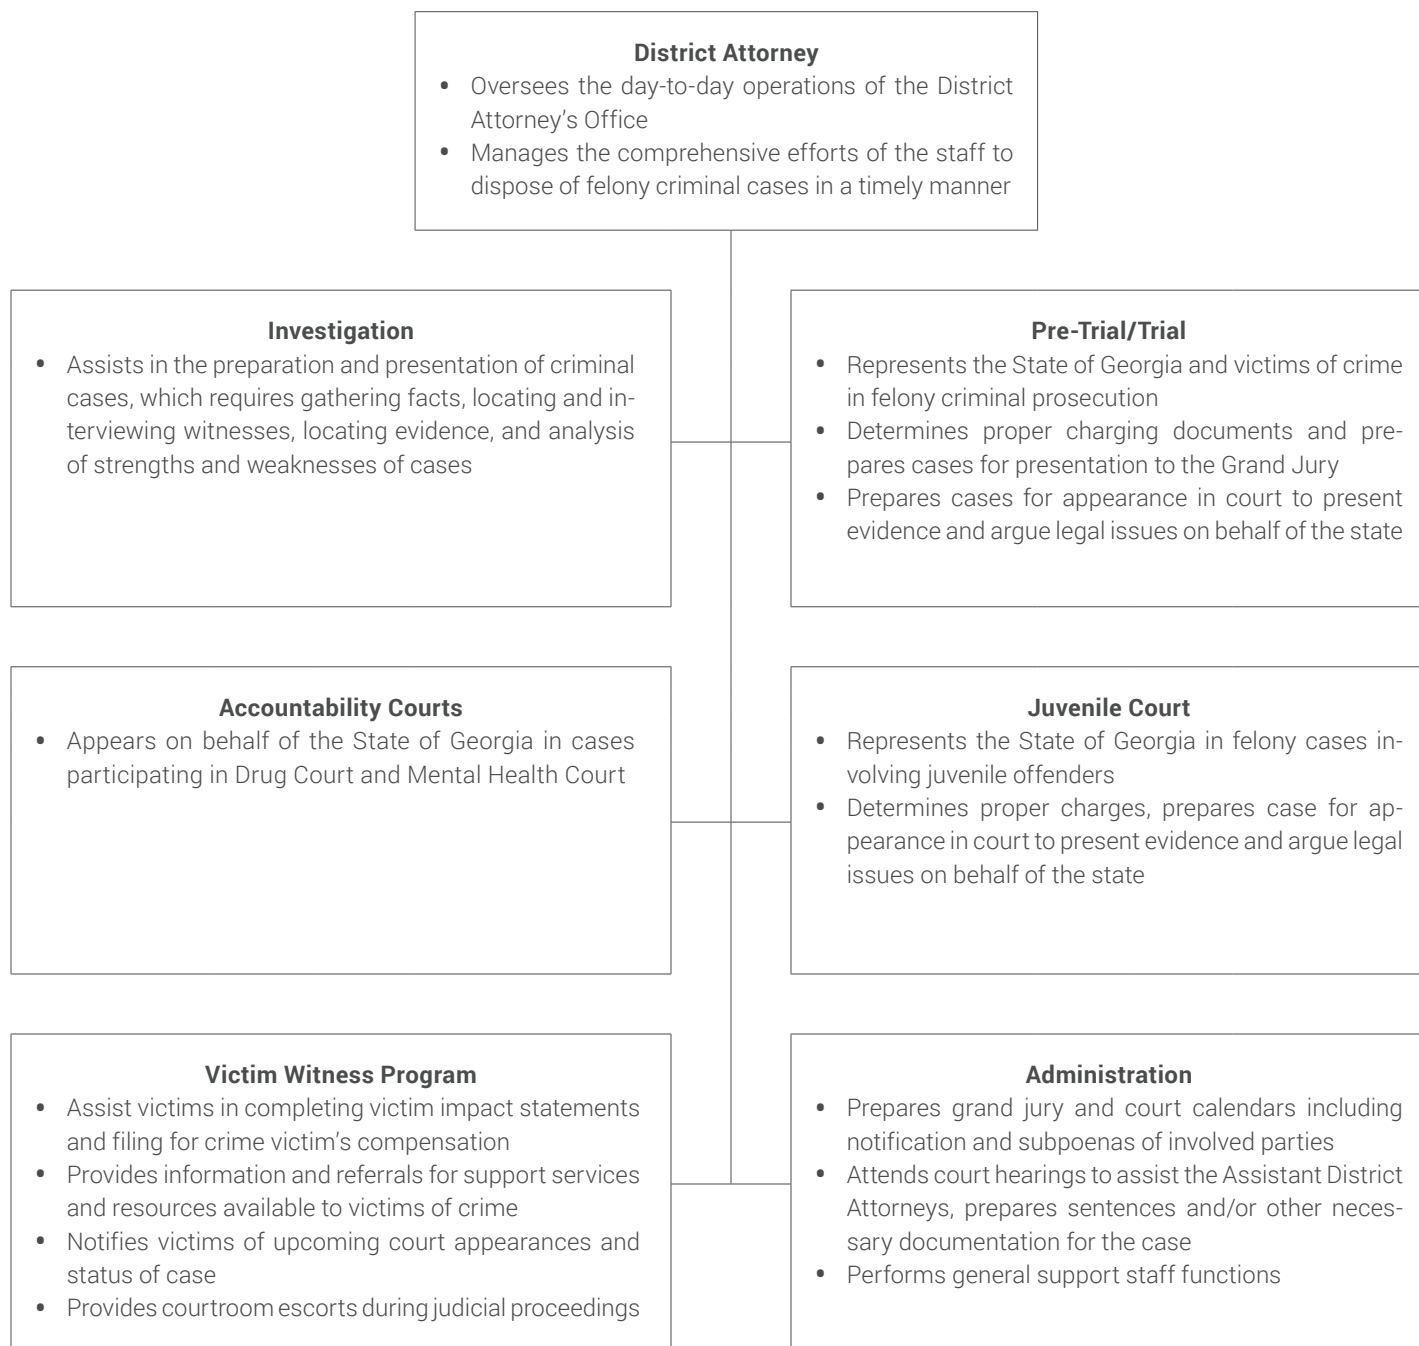 District Attorney
• Oversees the day-to-day operations of the District
Attorney’s Office
• Manages the comprehensive efforts of the staff to
dispose of felony criminal cases in a timely manner
Investigation
• Assists in the preparation and presentation of criminal
cases, which requires gathering facts, locating and in-
terviewing witnesses, locating evidence, and analysis
of strengths and weaknesses of cases
Pre-Trial/Trial
• Represents the State of Georgia and victims of crime
in felony criminal prosecution
• Determines proper charging documents and pre-
pares cases for presentation to the Grand Jury
• Prepares cases for appearance in court to present
evidence and argue legal issues on behalf of the state
Accountability Courts
• Appears on behalf of the State of Georgia in cases
participating in Drug Court and Mental Health Court
Juvenile Court
• Represents the State of Georgia in felony cases in-
volving juvenile offenders
• Determines proper charges, prepares case for ap-
pearance in court to present evidence and argue legal
issues on behalf of the state
Victim Witness Program
• Assist victims in completing victim impact statements
and filing for crime victim’s compensation
• Provides information and referrals for support services
and resources available to victims of crime
• Notifies victims of upcoming court appearances and
status of case
• Provides courtroom escorts during judicial proceedings
Administration
• Prepares grand jury and court calendars including
notification and subpoenas of involved parties
• Attends court hearings to assist the Assistant District
Attorneys, prepares sentences and/or other neces-
sary documentation for the case
• Performs general support staff functions